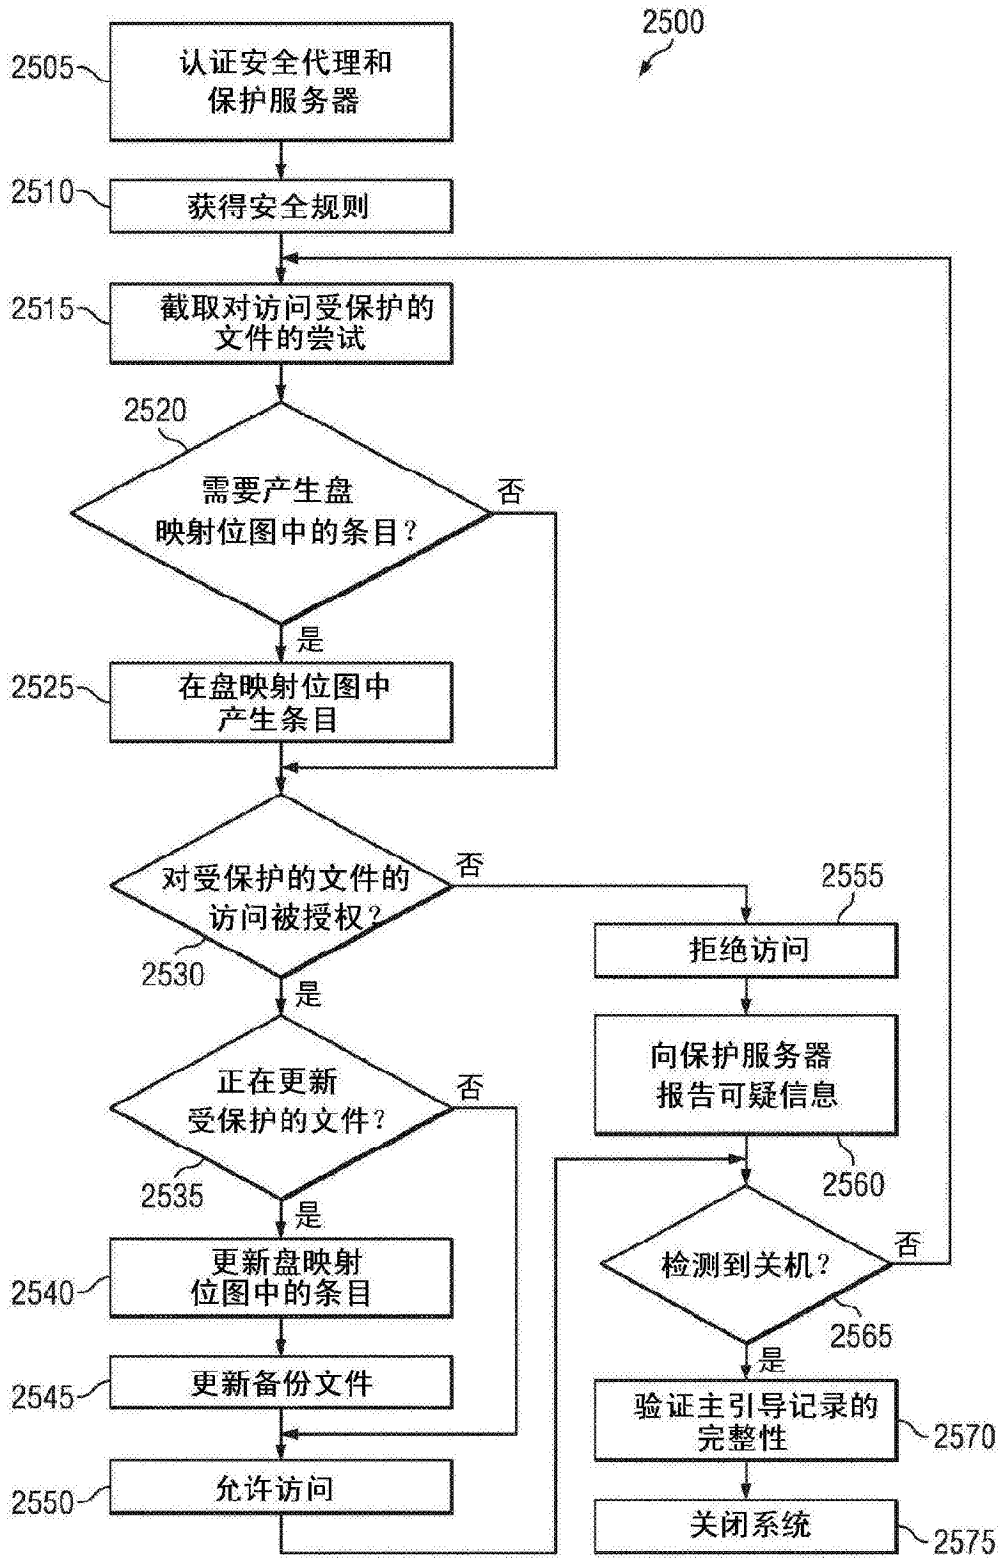 2500
2505
认证安全代理和
保护服务器
2510
获得安全规则
2515
截取对访问受保护的
文件的尝试
2520
需要产生盘
映射位图中的条目？
否
是
2525
在盘映射位图中
产生条目
对受保护的文件的
访问被授权？
否
2530
是
2555
拒绝访问
向保护服务器
报告可疑信息
2560
正在更新
受保护的文件？
否
2535
是
2540
更新盘映射
位图中的条目
2545
更新备份文件
2550
允许访问
检测到关机？
否
2565
是
验证主引导记录的
完整性
2570
关闭系统
2575